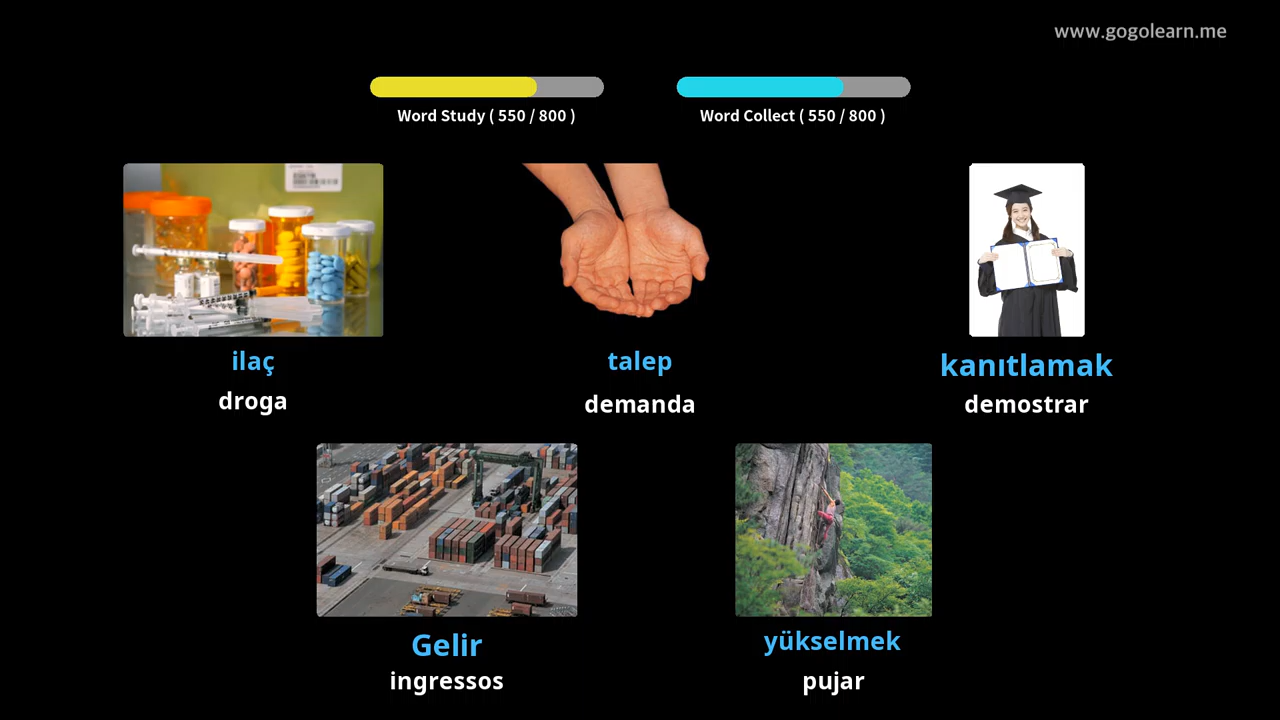 www.gogolearn.me
Word Study ( 550 / 800 )
Word Collect ( 550 / 800 )
ilaç
droga
talep
demanda
kanıtlamak
demostrar
Gelir
ingressos
yükselmek
pujar